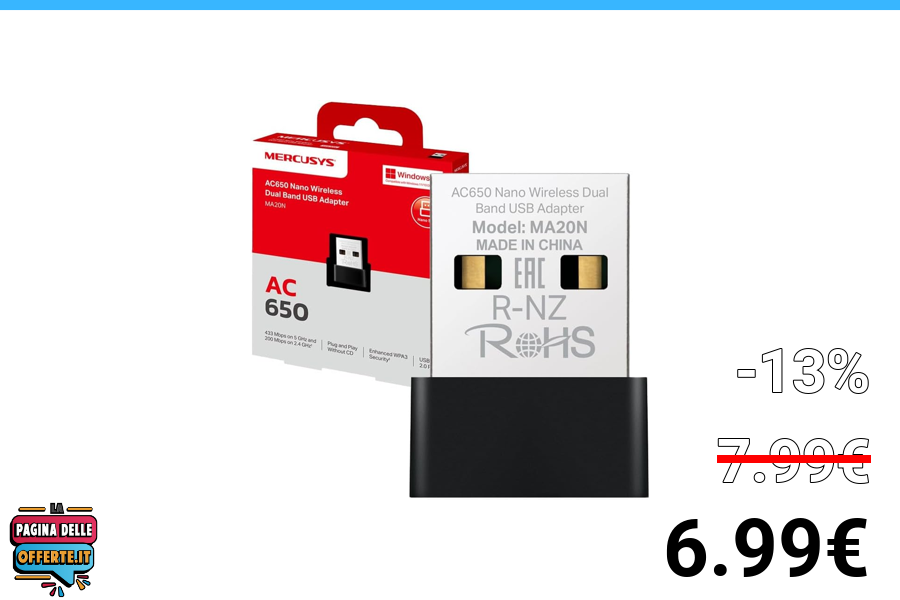 MERCUSYS
AC650 Nano Wireless
Dual Band USB Adapter
MA20N
Windows
AC
650
433 Mbps on 5 GHz and
200 Mbps on 2.4 GHz*
Plug and Play
Without CD
Enhanced WPA3
Security*
USB
2.0
AC650 Nano Wireless Dual
Band USB Adapter
Model: MA20N
MADE IN CHINA
EAC
R-NZ
RoHS
-13%
7.99€
6.99€
LA
PAGINA DELLE
OFFERTE.IT